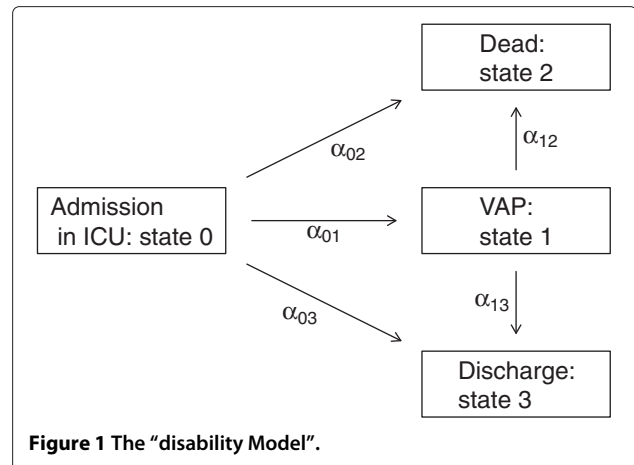 Dead:
state 2
α02
α12
Admission
in ICU: state 0
α01
VAP:
state 1
α03
α13
Discharge:
state 3
Figure 1 The “disability Model”.